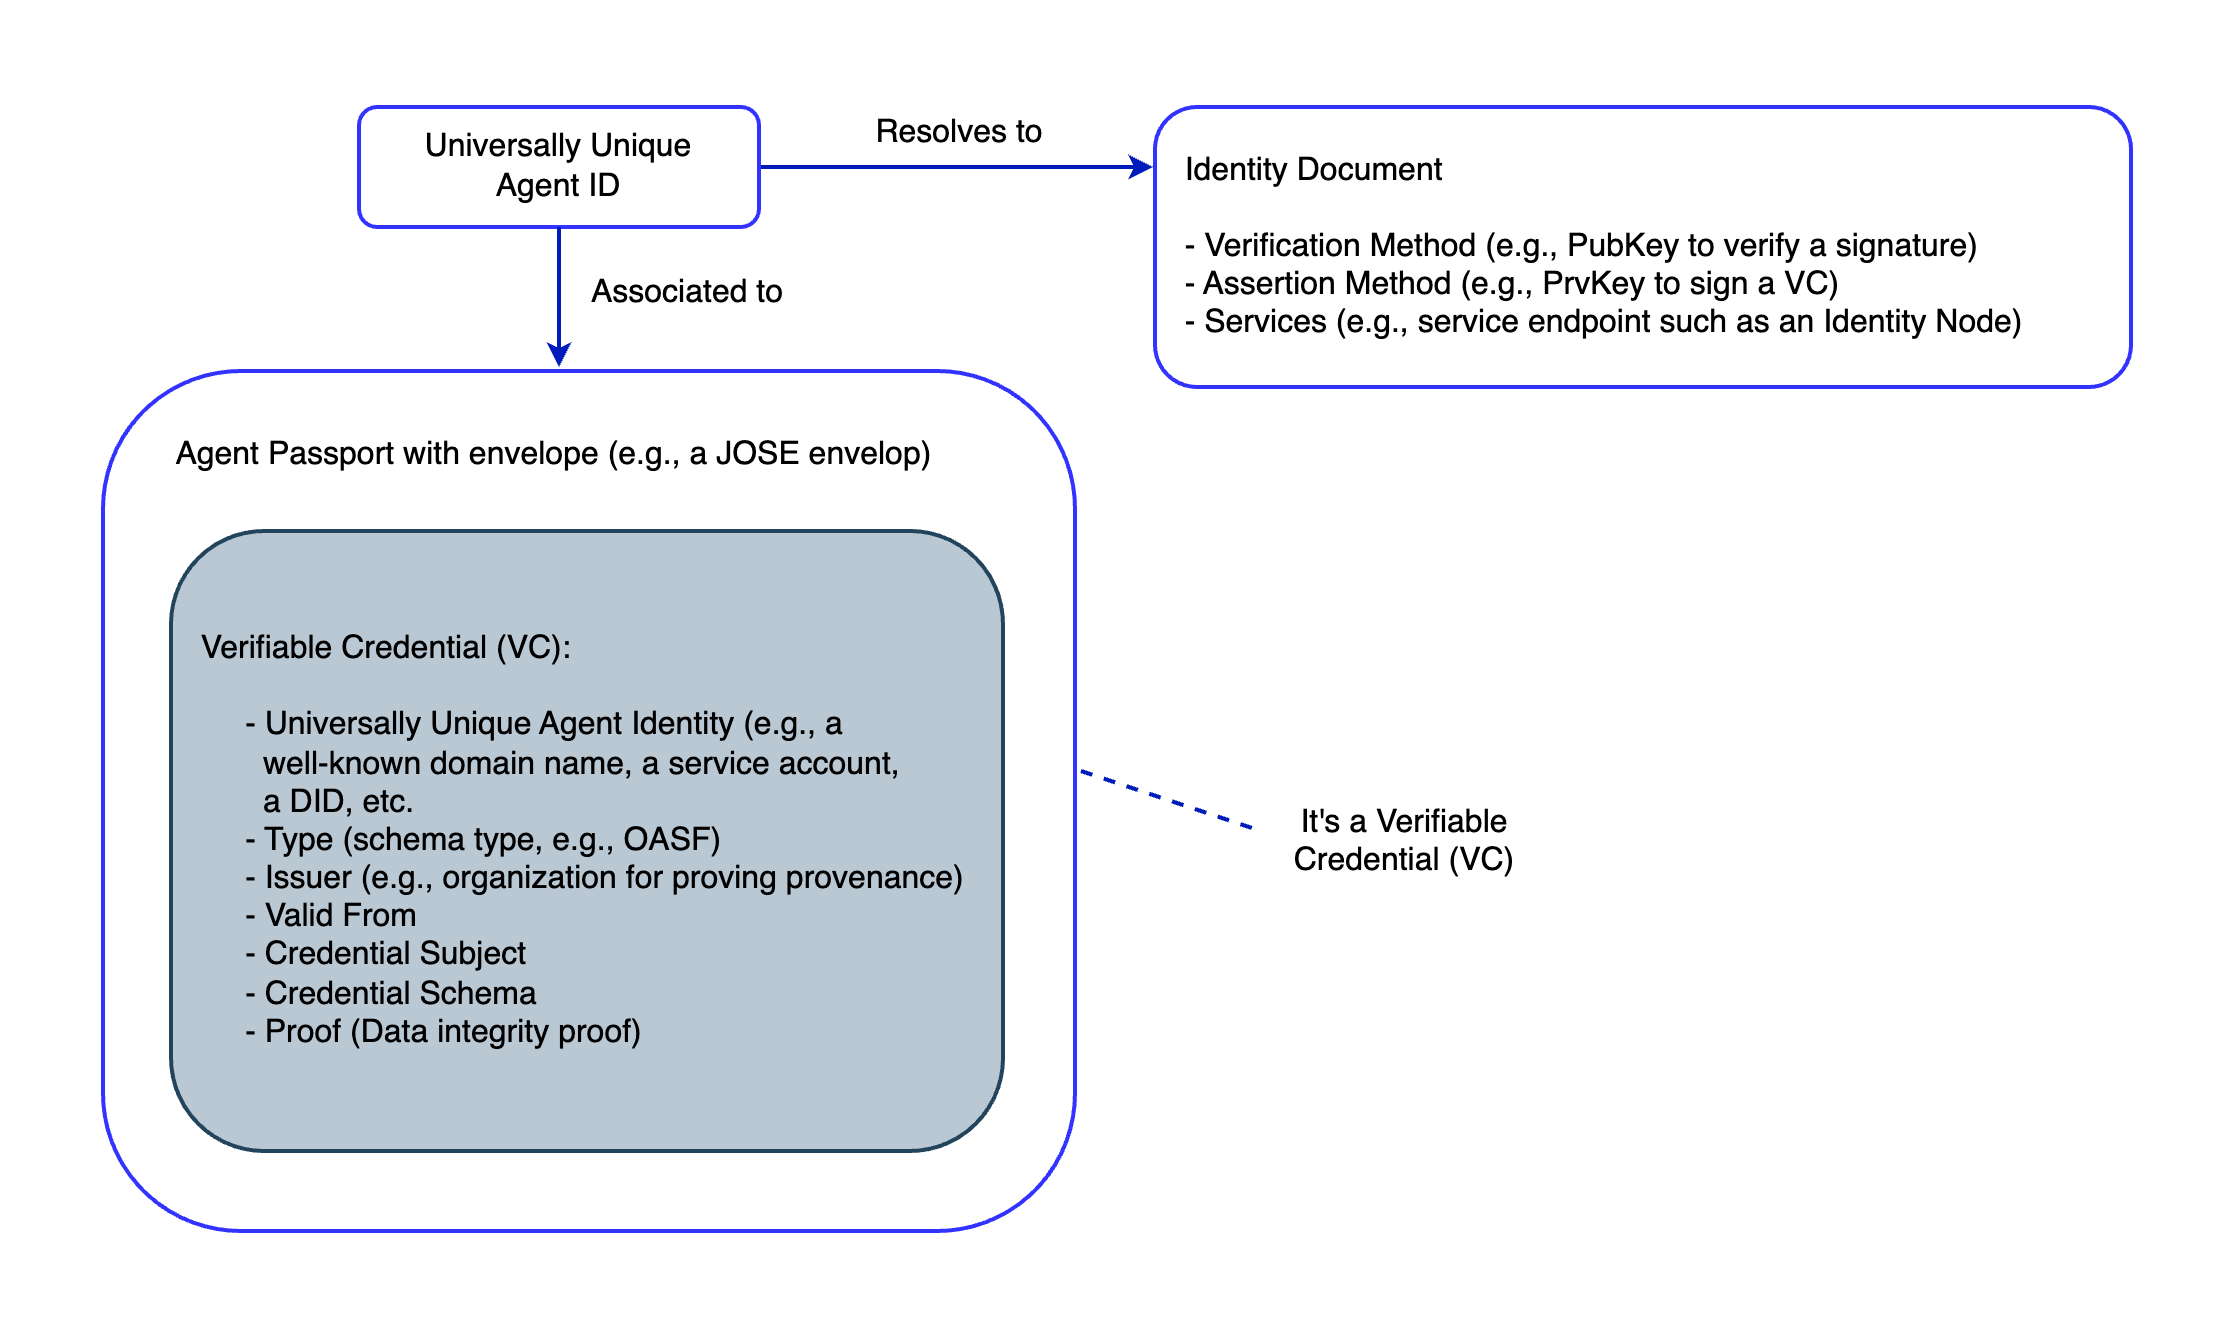 Universally Unique
Agent ID
Resolves to
Identity Document
- Verification Method (e.g., PubKey to verify a signature)
- Assertion Method (e.g., PrvKey to sign a VC)
- Services (e.g., service endpoint such as an Identity Node)
Associated to
Agent Passport with envelope (e.g., a JOSE envelop)
Verifiable Credential (VC):
- Universally Unique Agent Identity (e.g., a
well-known domain name, a service account,
a DID, etc.
- Type (schema type, e.g., OASF)
- Issuer (e.g., organization for proving provenance)
- Valid From
- Credential Subject
- Credential Schema
- Proof (Data integrity proof)
It's a Verifiable
Credential (VC)